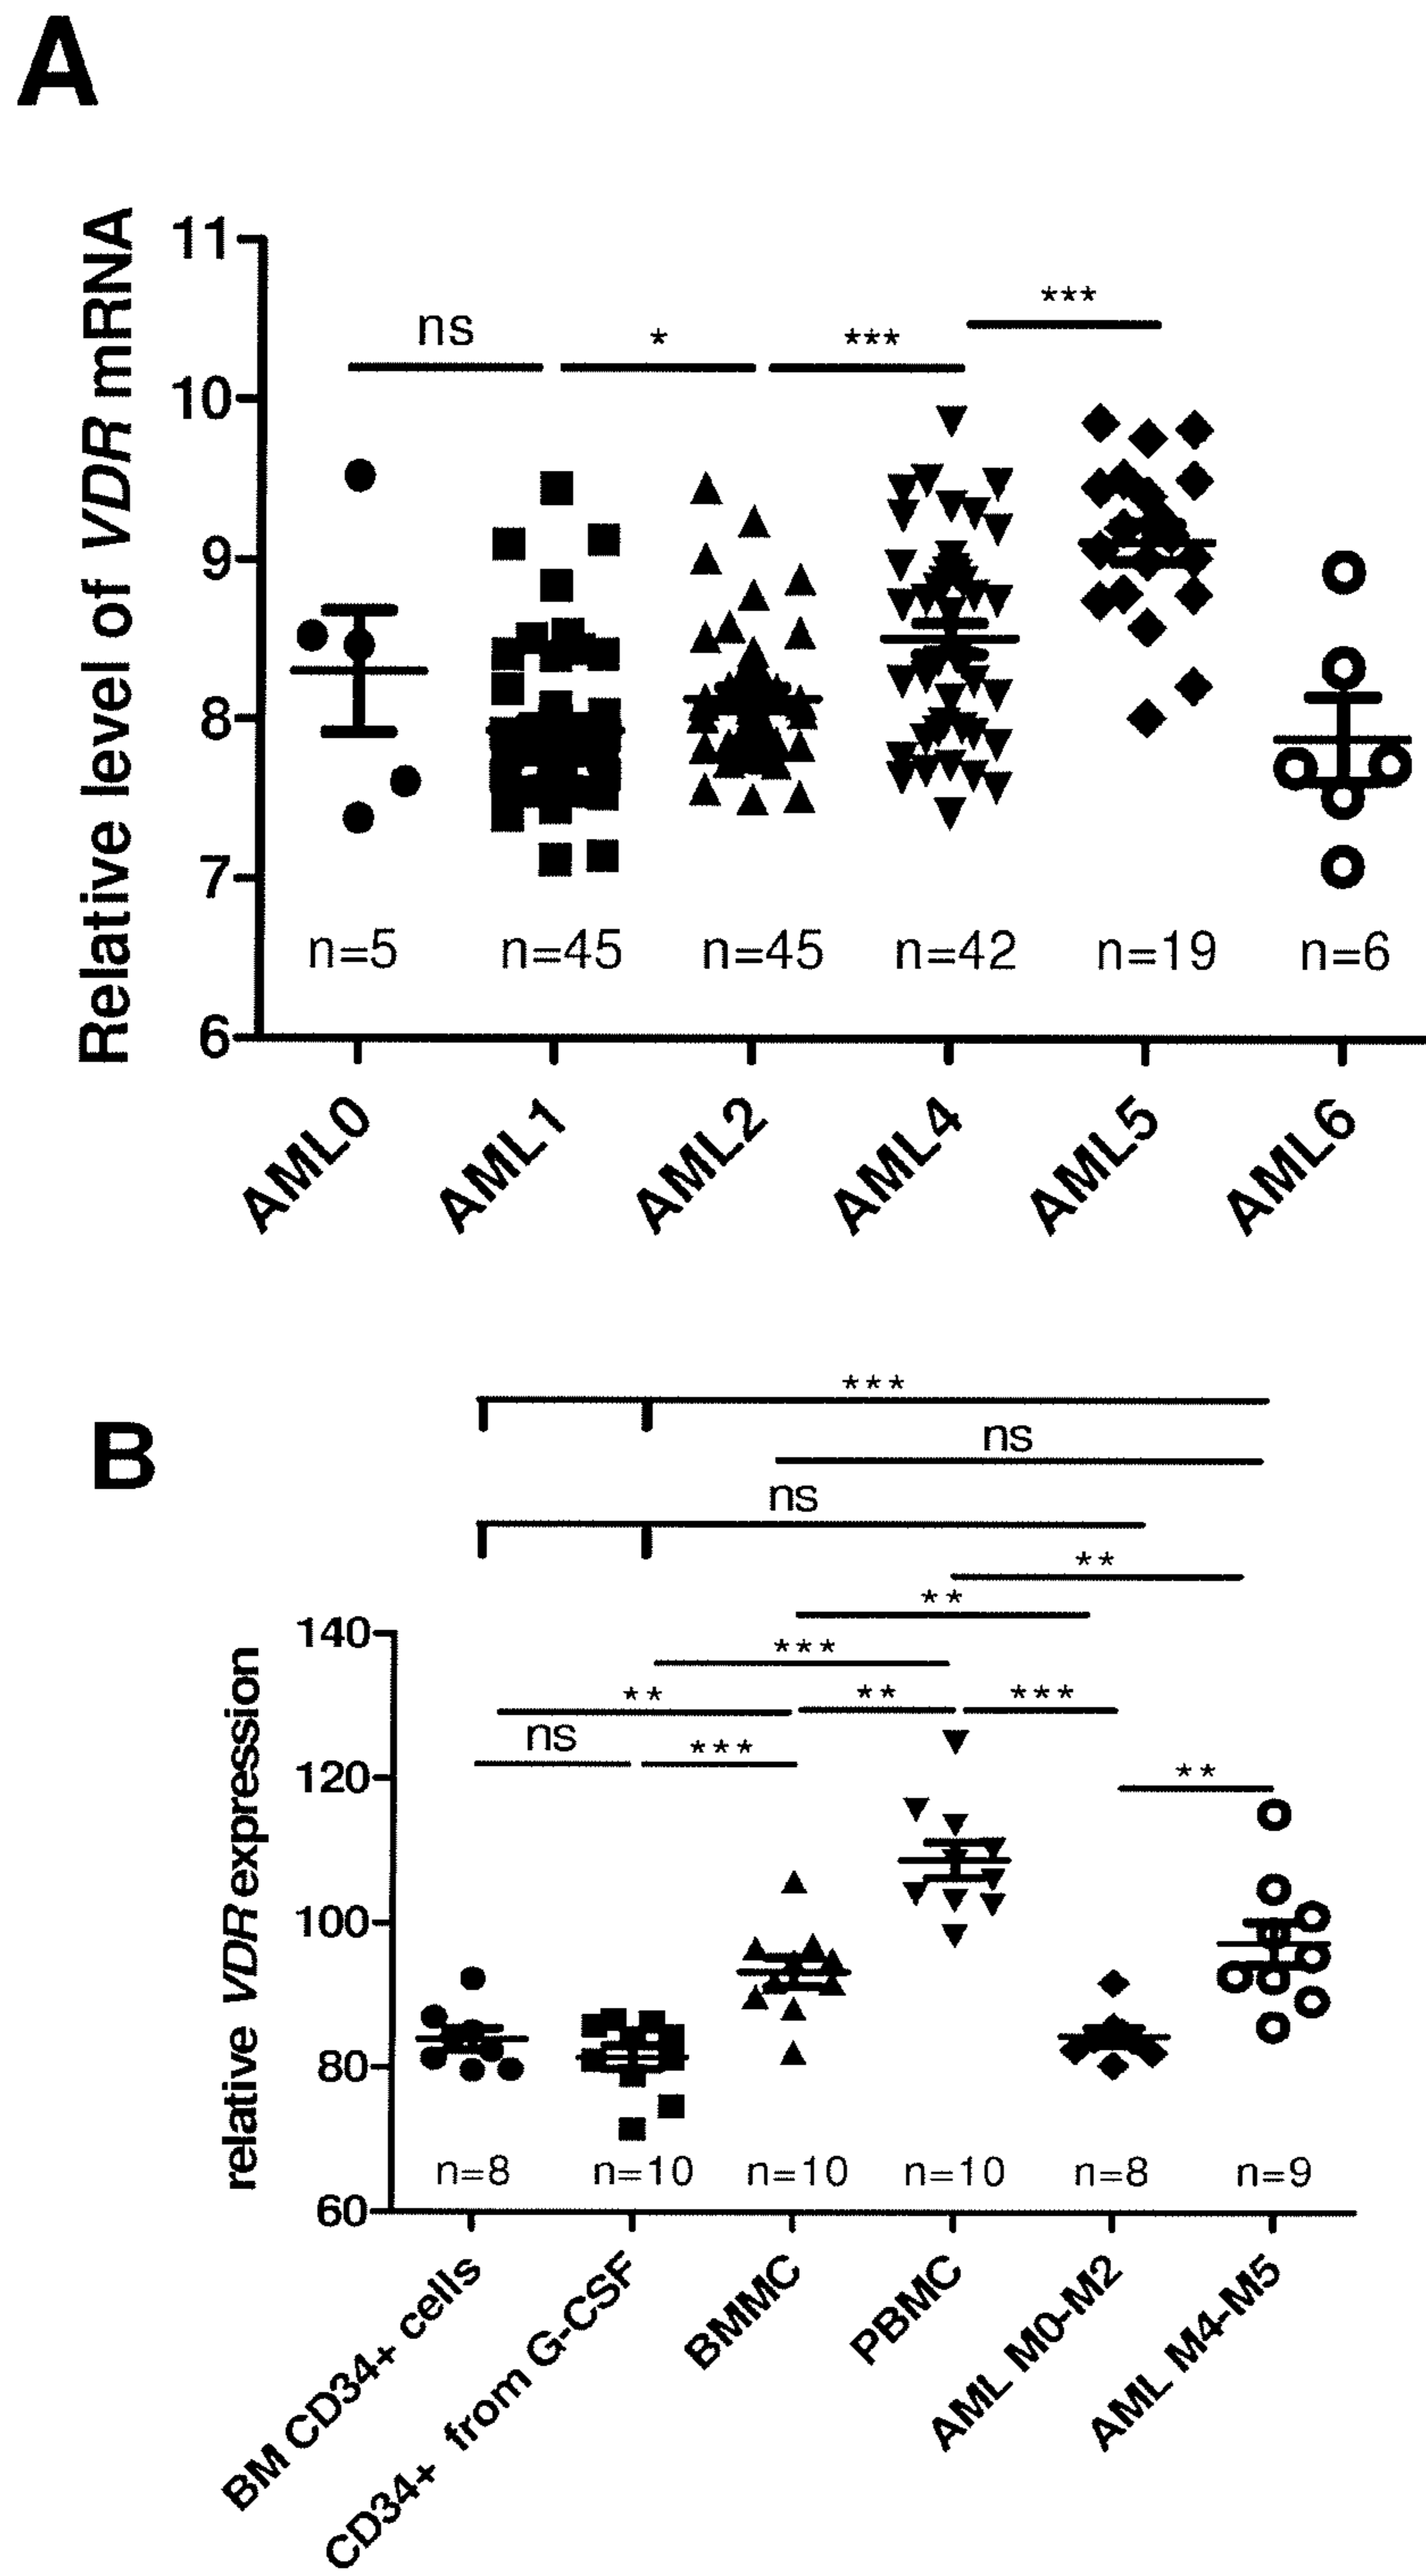 A
Relative level of VDR mRNA
11
10
9
8
7
6
ns
*
***
***
n=5
n=45
n=45
n=42
n=19
n=6
AML0
AML1
AML2
AML4
AML5
AML6
B
***
ns
ns
**
**
***
**
**
***
ns
***
**
relative VDR expression
140
120
100
80
60
n=8
n=10
n=10
n=10
n=8
n=9
BM CD34+ cells
CD34+ from G-CSF
BMMC
PBMC
AML M0-M2
AML M4-M5